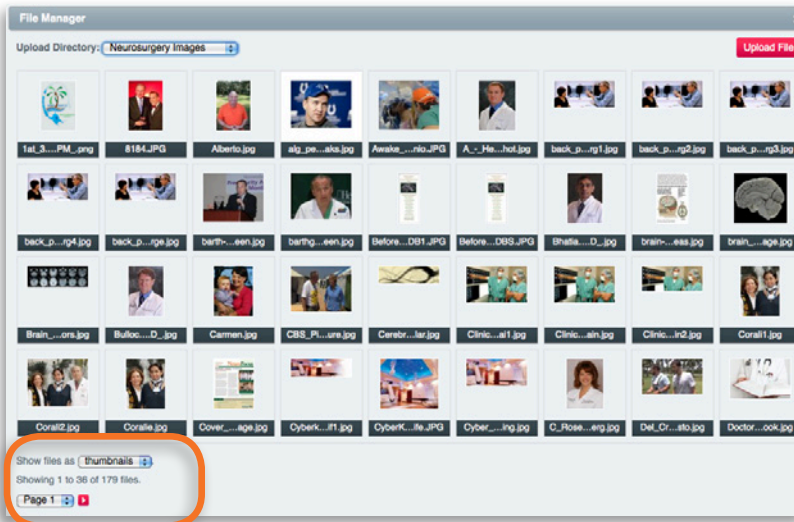 File Manager
Upload Directory: Neurosurgery Images
Upload File
1at_3....PM_.png 8184.JPG Alberto.jpg alg_pe...aks.jpg Awake_...nio.JPG A_-_He...hot.jpg back_p...rg1.jpg back_p...rg2.jpg back_p...rg3.jpg
back_p...rg4.jpg back_p...rge.jpg barth-...een.jpg barthg...een.jpg Before...DB1.JPG Before...DBS.JPG Bhatia....D_.jpg brain-...eas.jpg brain_...age.jpg
Brain_...ors.jpg Bulloc....D_.jpg Carmen.jpg CBS_Pi...ure.jpg Cerebr...lar.jpg Clinic...al1.jpg Clinic...ain.jpg Clinic...in2.jpg Corali1.jpg
Corali2.jpg Coralie.jpg Cover_...age.jpg Cyberk...if1.jpg CyberK...ife.JPG Cyber_...ing.jpg C_Rose...erg.jpg Del_Cr...sto.jpg Doctor...ook.jpg
Show files as thumbnails .
Showing 1 to 36 of 179 files.
Page 1